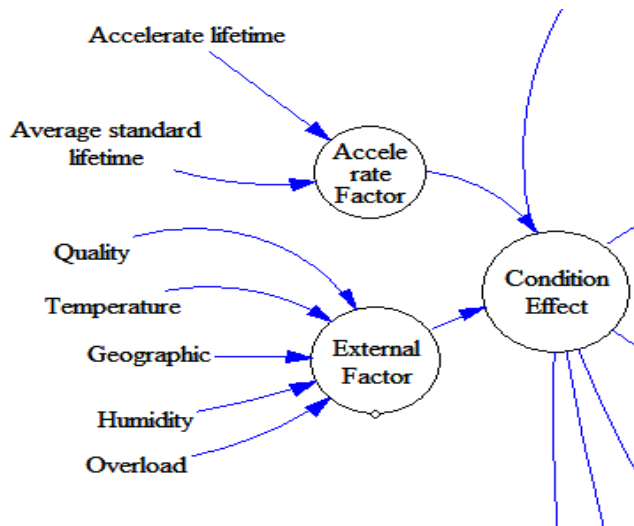 Accelerate lifetime
Average standard
lifetime
Accele
rate
Factor
Quality
Temperature
Geographic
Humidity
Overload
External
Factor
Condition
Effect